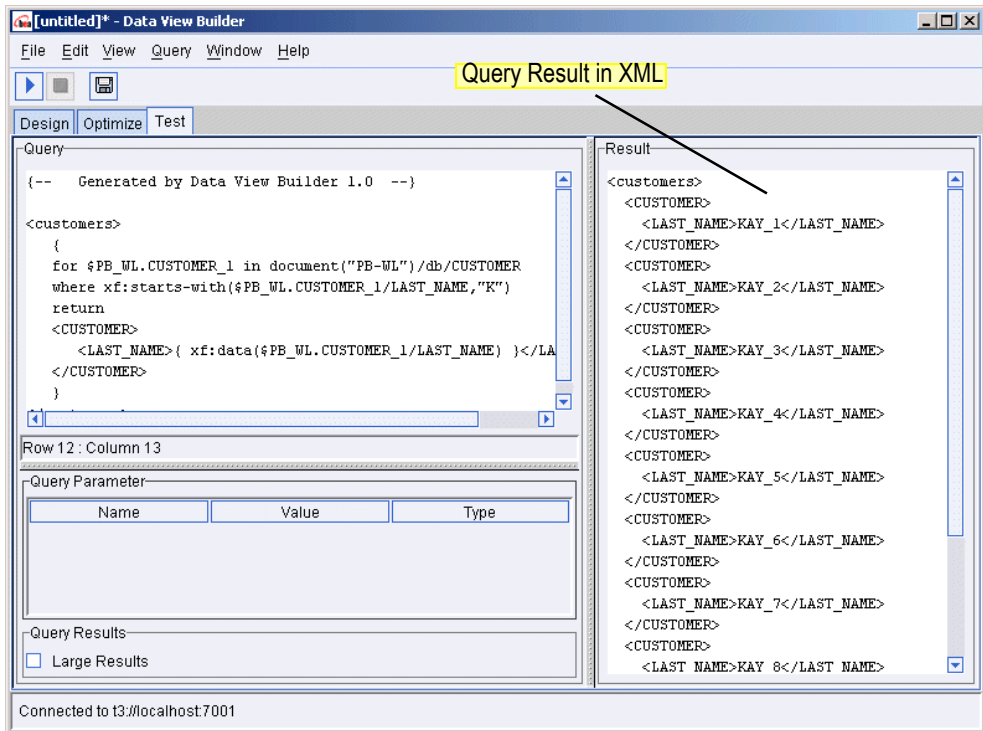 [untitled]* - Data View Builder
File Edit View Query Window Help
Query Result in XML
Design Optimize Test
Query
{-- Generated by Data View Builder 1.0 --}
<customers>
{
for $PB_WL.CUSTOMER_1 in document("PB-WL")/db/CUSTOMER
where xf:starts-with($PB_WL.CUSTOMER_1/LAST_NAME,"K")
return
<CUSTOMER>
<LAST_NAME>{ xf:data($PB_WL.CUSTOMER_1/LAST_NAME) }</LA
</CUSTOMER>
}
Row 12 : Column 13
Query Parameter
Name Value Type
Query Results
Large Results
Result
<customers>
<CUSTOMER>
<LAST_NAME>KAY_1</LAST_NAME>
</CUSTOMER>
<CUSTOMER>
<LAST_NAME>KAY_2</LAST_NAME>
</CUSTOMER>
<CUSTOMER>
<LAST_NAME>KAY_3</LAST_NAME>
</CUSTOMER>
<CUSTOMER>
<LAST_NAME>KAY_4</LAST_NAME>
</CUSTOMER>
<CUSTOMER>
<LAST_NAME>KAY_5</LAST_NAME>
</CUSTOMER>
<CUSTOMER>
<LAST_NAME>KAY_6</LAST_NAME>
</CUSTOMER>
<CUSTOMER>
<LAST_NAME>KAY_7</LAST_NAME>
</CUSTOMER>
<CUSTOMER>
<LAST_NAME>KAY_8</LAST_NAME>
Connected to t3://localhost:7001